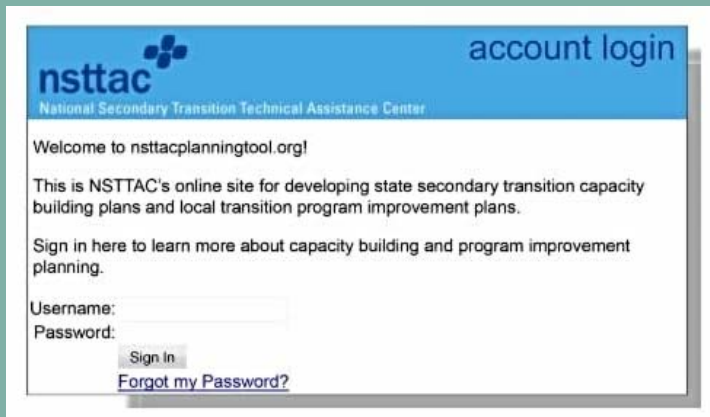 account login
nsttac
National Secondary Transition Technical Assistance Center
Welcome to nsttacplanningtool.org!
This is NSTTAC's online site for developing state secondary transition capacity
building plans and local transition program improvement plans.
Sign in here to learn more about capacity building and program improvement
planning.
Username:
Password:
Sign In
Forgot my Password?